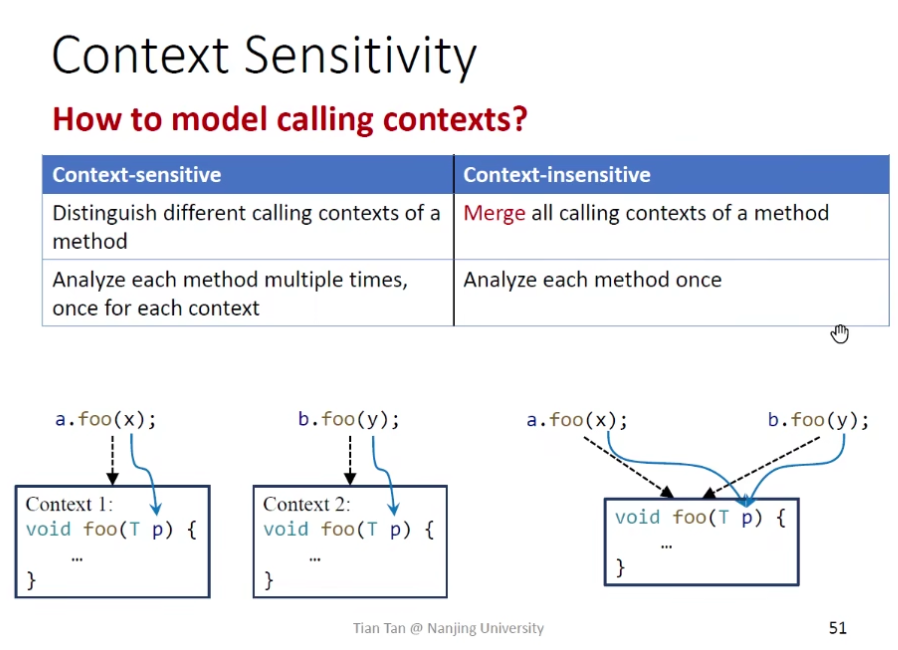 Context Sensitivity
How to model calling contexts?
Context-sensitive
Context-insensitive
Distinguish different calling contexts of a
method
Merge all calling contexts of a method
Analyze each method multiple times,
once for each context
Analyze each method once
a.foo(x);
b.foo(y);
a.foo(x);
b.foo(y);
Context 1:
void foo(T p) {
…
}
Context 2:
void foo(T p) {
…
}
void foo(T p) {
…
}
Tian Tan @ Nanjing University
51